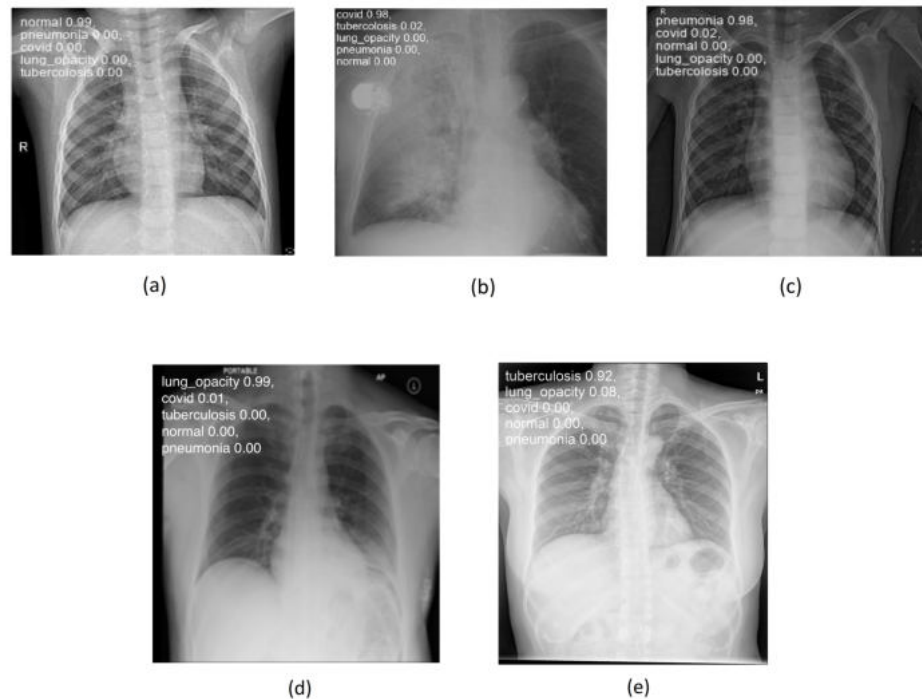 normal 0.99,
pneumonia 0.00,
covid 0.00,
lung_opacity 0.00,
tubercolosis 0.00
R
(a)
covid 0.98,
tubercolosis 0.02,
lung_opacity 0.00,
pneumonia 0.00,
normal 0.00
(b)
R
pneumonia 0.98,
covid 0.02,
normal 0.00,
lung_opacity 0.00,
tubercolosis 0.00
(c)
PORTABLE
AP
lung_opacity 0.99,
covid 0.01,
tuberculosis 0.00,
normal 0.00,
pneumonia 0.00
(d)
tuberculosis 0.92,
lung_opacity 0.08,
covid 0.00,
normal 0.00,
pneumonia 0.00
L
(e)